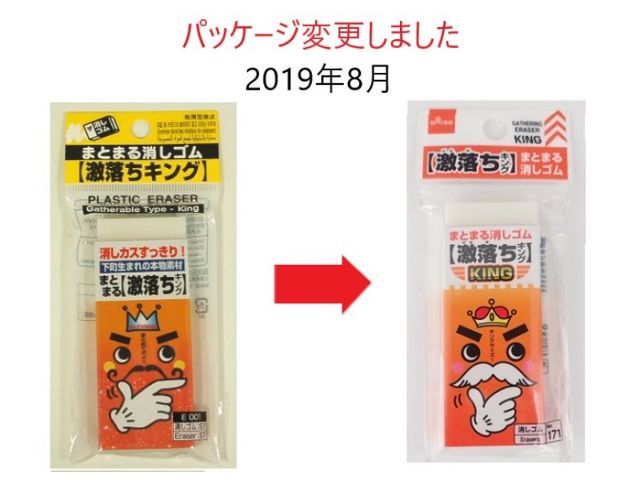 パッケージ変更しました
2019年8月
消しゴム
まとまる消しゴム
【激落ちキング】
PLASTIC ERASER
Gatherable Type - King
消しカスすっきり!
下町生まれの本物素材
まとまる【激落ちキング】
E 001
消しゴム
Eraser
DAISO
GATHERING
ERASER
KING
【激落ちキング】まとまる消しゴム
まとまる消しゴム
【激落ちキング】
KING
キングサイズ!
消しゴム
Erasers
No.
171